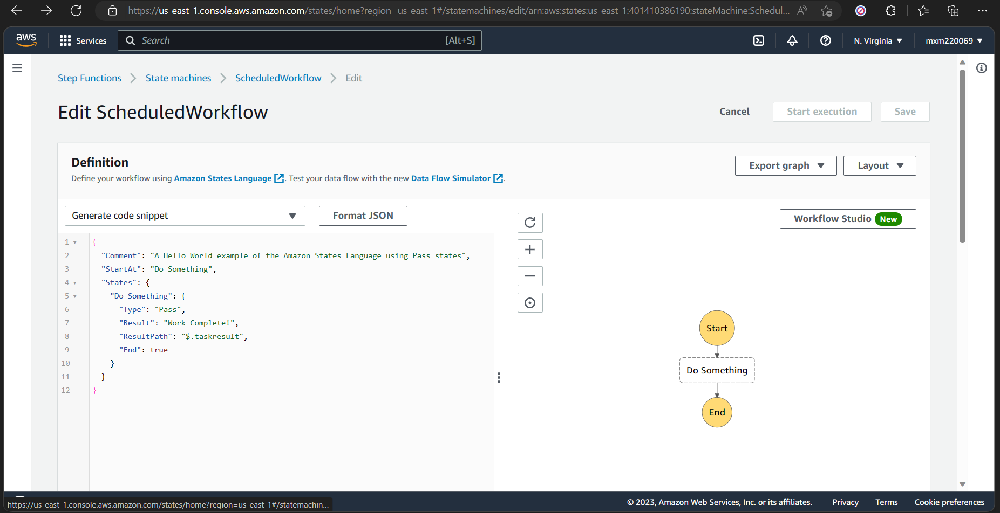 https://us-east-1.console.aws.amazon.com/states/home?region=us-east-1#/statemachines/edit/arn:aws:states:us-east-1:401410386190:stateMachine:Schedul...
aws Services Search [Alt+S] N. Virginia mxm220069
Step Functions State machines ScheduledWorkflow Edit
Edit ScheduledWorkflow Cancel Start execution Save
Definition Export graph Layout
Define your workflow using Amazon States Language . Test your data flow with the new Data Flow Simulator .
Generate code snippet Format JSON Workflow Studio New
1 {
2 "Comment": "A Hello World example of the Amazon States Language using Pass states",
3 "StartAt": "Do Something",
4 "States": {
5 "Do Something": {
6 "Type": "Pass",
7 "Result": "Work Complete!",
8 "ResultPath": "$.taskresult",
9 "End": true
10 }
11 }
12 }
Start
Do Something
End
https://us-east-1.console.aws.amazon.com/states/home?region=us-east-1#/statemachin...
© 2023, Amazon Web Services, Inc. or its affiliates. Privacy Terms Cookie preferences